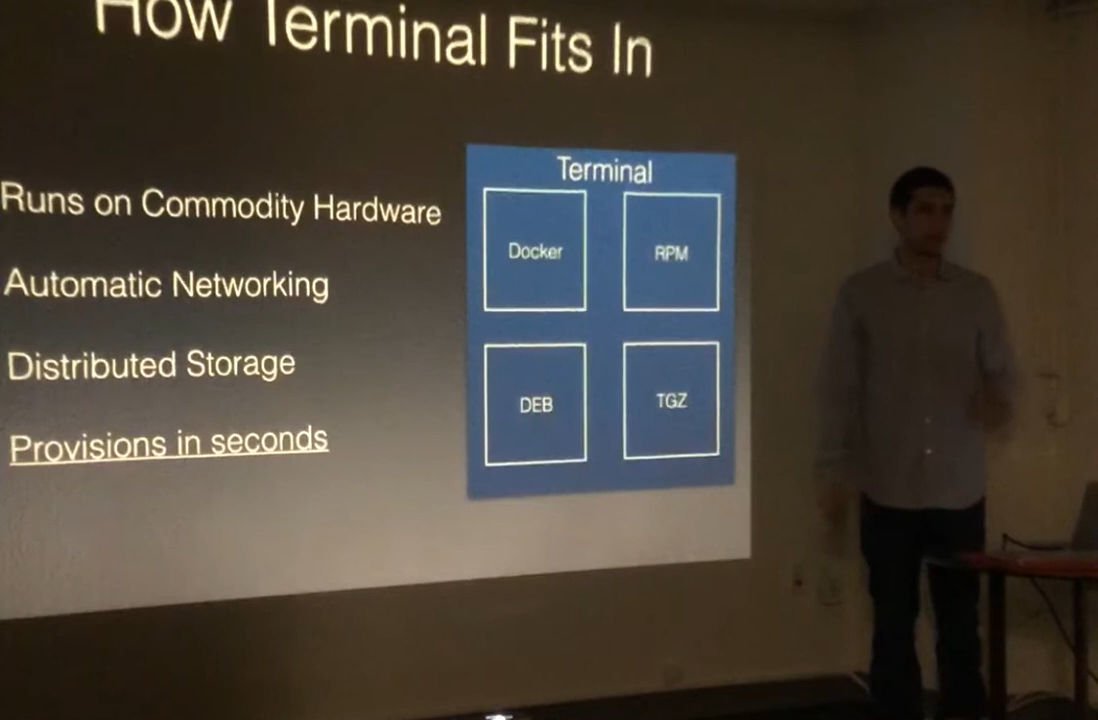 How Terminal Fits In
Runs on Commodity Hardware
Automatic Networking
Distributed Storage
Provisions in seconds
Terminal
Docker
RPM
DEB
TGZ